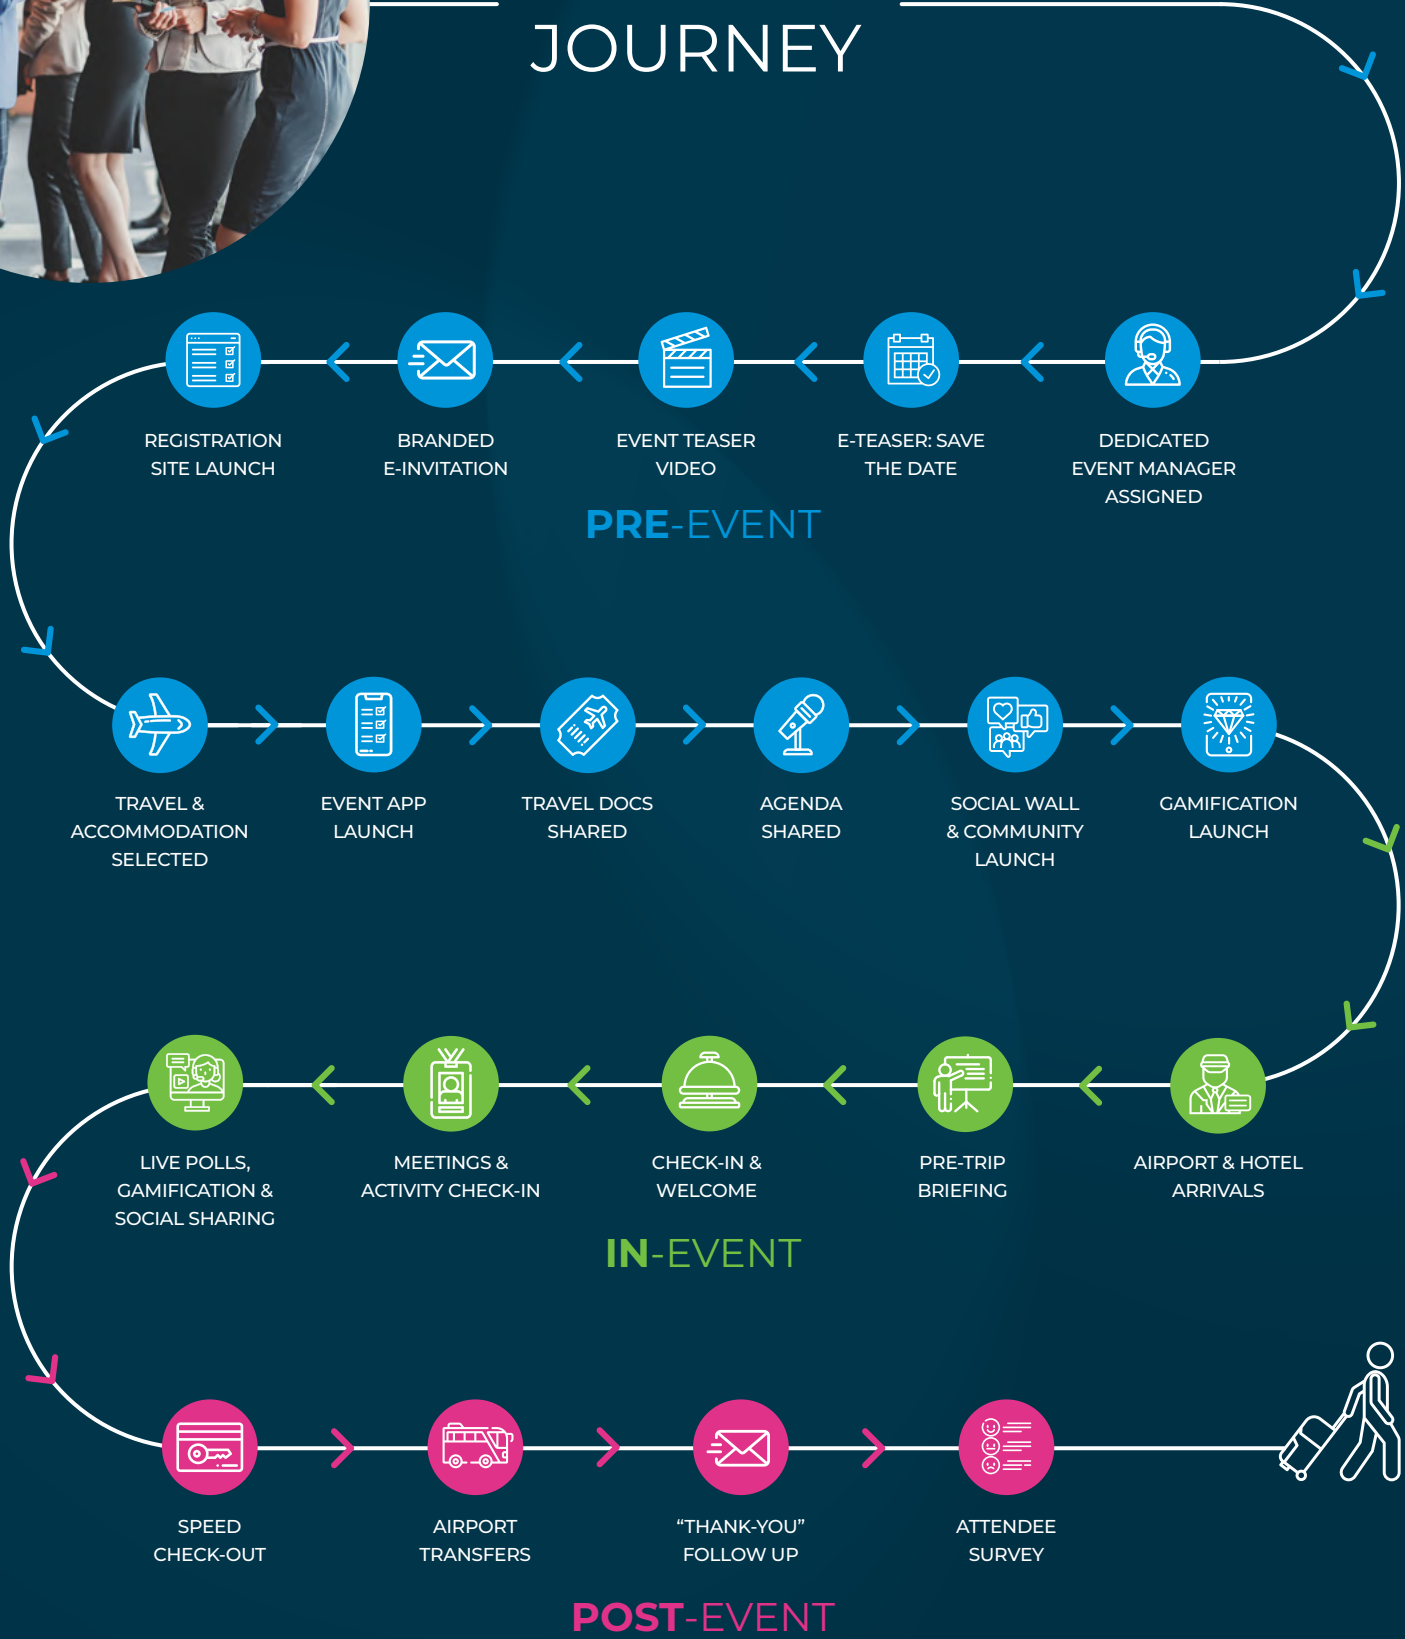 JOURNEY
REGISTRATION
SITE LAUNCH
BRANDED
E-INVITATION
EVENT TEASER
VIDEO
E-TEASER: SAVE
THE DATE
DEDICATED
EVENT MANAGER
ASSIGNED
PRE-EVENT
TRAVEL &
ACCOMMODATION
SELECTED
EVENT APP
LAUNCH
TRAVEL DOCS
SHARED
AGENDA
SHARED
SOCIAL WALL
& COMMUNITY
LAUNCH
GAMIFICATION
LAUNCH
LIVE POLLS,
GAMIFICATION &
SOCIAL SHARING
MEETINGS &
ACTIVITY CHECK-IN
CHECK-IN &
WELCOME
PRE-TRIP
BRIEFING
AIRPORT & HOTEL
ARRIVALS
IN-EVENT
SPEED
CHECK-OUT
AIRPORT
TRANSFERS
“THANK-YOU”
FOLLOW UP
ATTENDEE
SURVEY
POST-EVENT